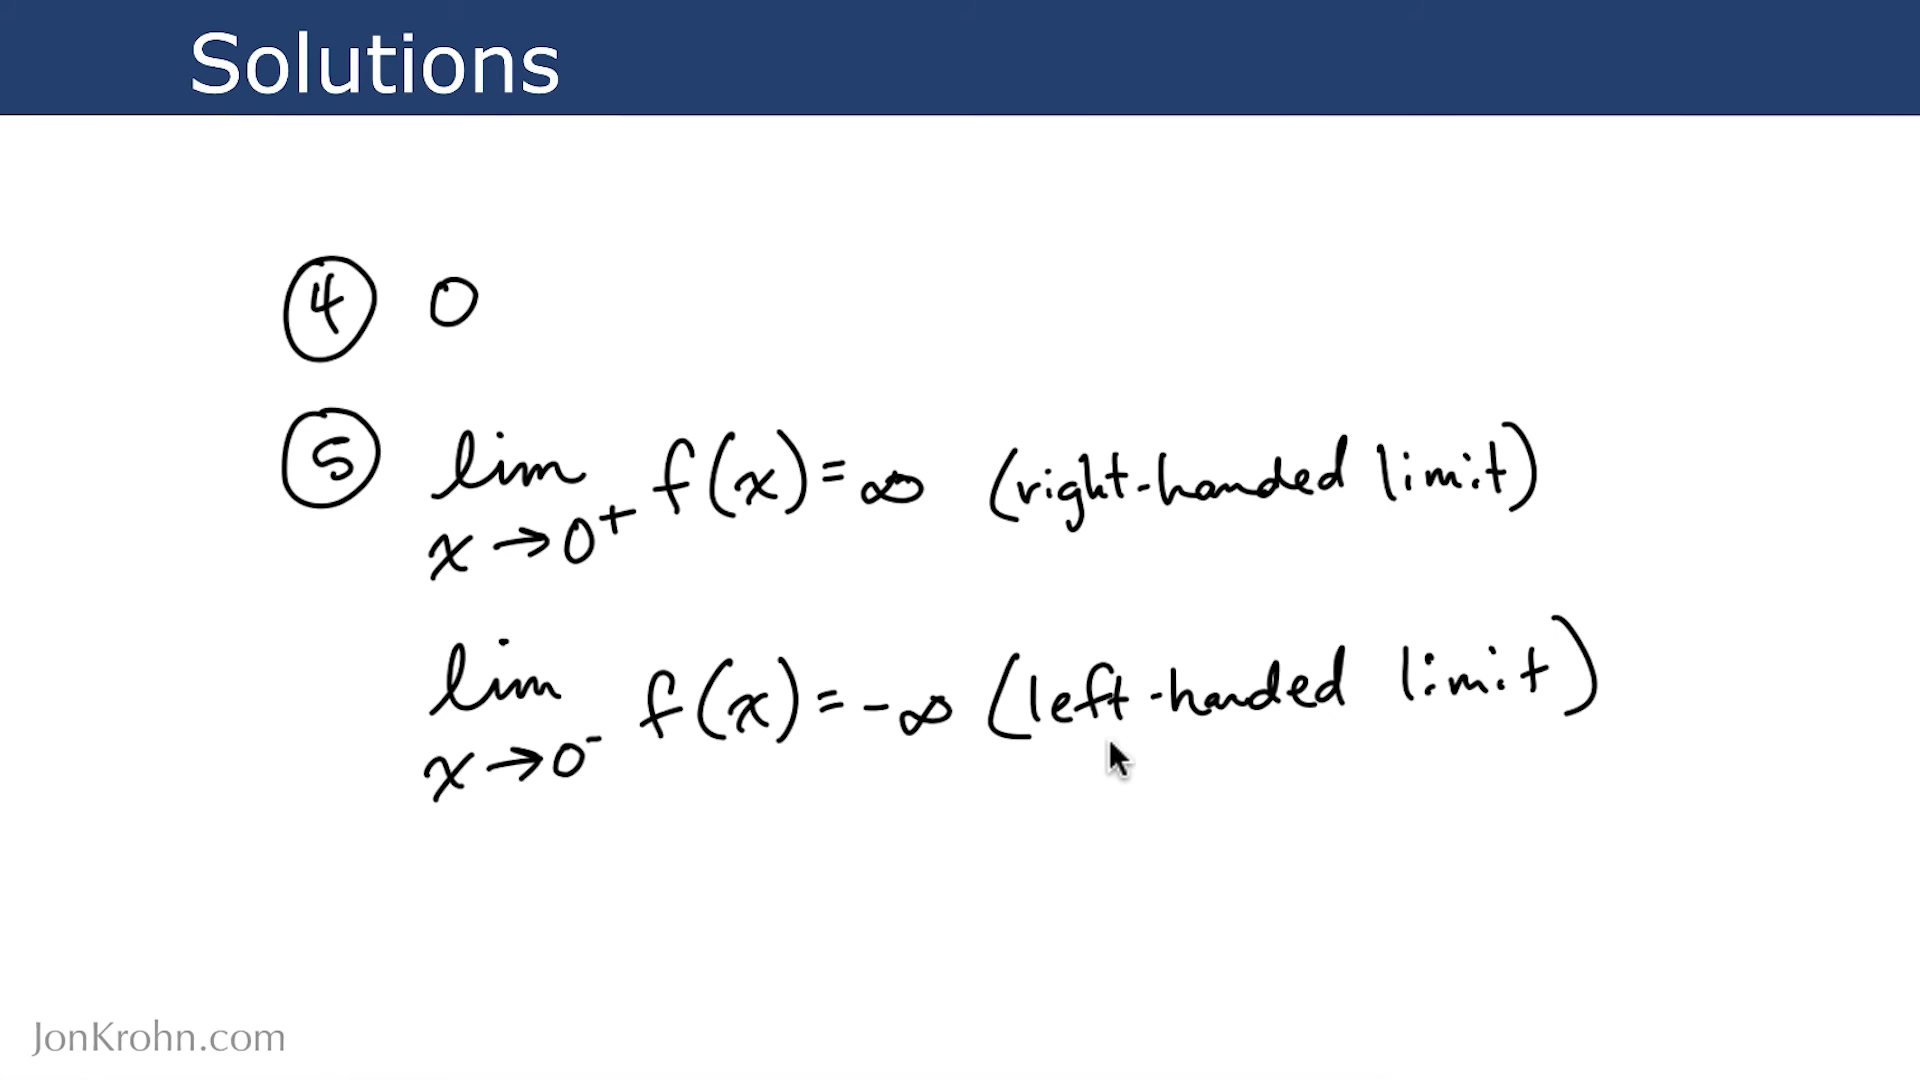 Solutions
④ 0
⑤ lim f(x) = ∞ (right-handed limit)
x → 0⁺
lim f(x) = -∞ (left-handed limit)
x → 0⁻
JonKrohn.com